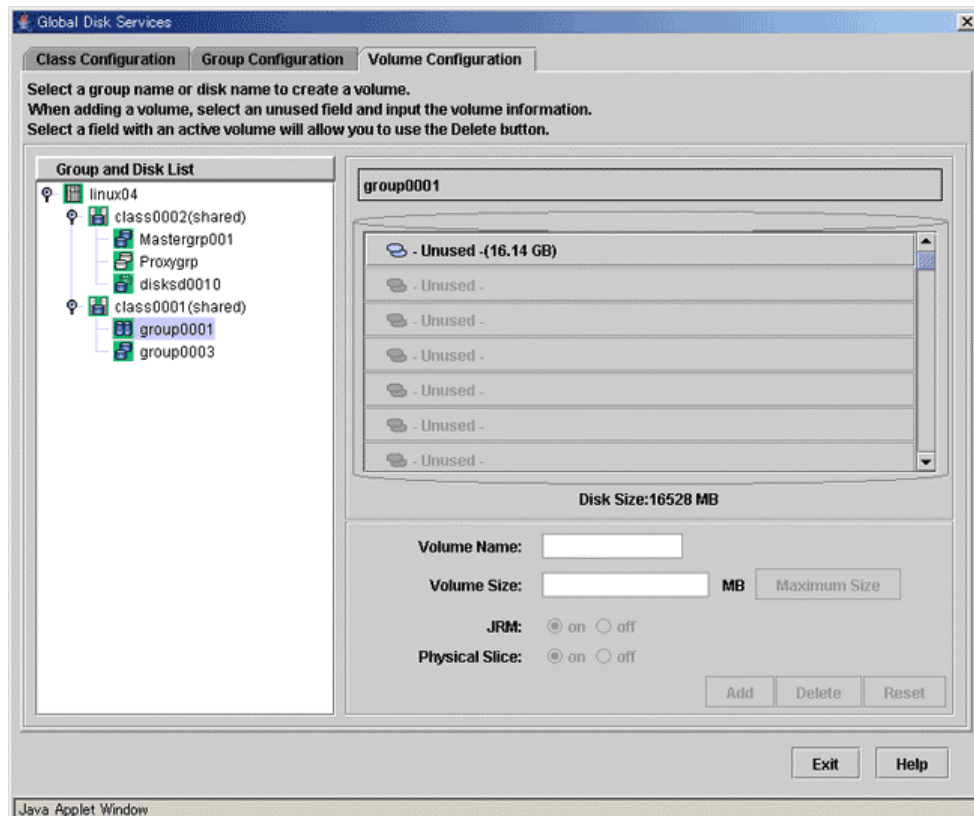 Global Disk Services
Class Configuration Group Configuration Volume Configuration
Select a group name or disk name to create a volume.
When adding a volume, select an unused field and input the volume information.
Select a field with an active volume will allow you to use the Delete button.
Group and Disk List
linux04
class0002(shared)
Mastergrp001
Proxygrp
disksd0010
class0001(shared)
group0001
group0003
group0001
- Unused -(16.14 GB)
- Unused -
- Unused -
- Unused -
- Unused -
- Unused -
- Unused -
Disk Size:16528 MB
Volume Name:
Volume Size: MB Maximum Size
JRM: on off
Physical Slice: on off
Add Delete Reset
Exit Help
Java Applet Window